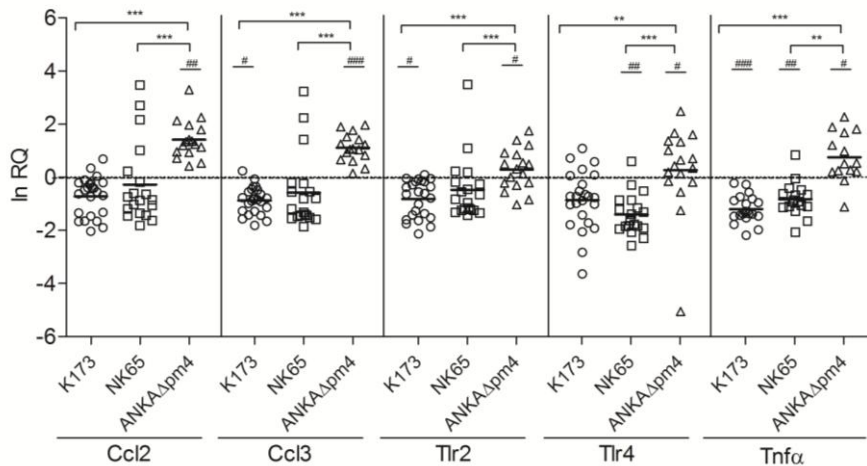 *** *** *** ** ***
*** *** *** *** **
## # ### # # ## # ### ## #
6
4
2
0
-2
-4
-6
ln RQ
K173 NK65 ANKAΔpm4 K173 NK65 ANKAΔpm4 K173 NK65 ANKAΔpm4 K173 NK65 ANKAΔpm4 K173 NK65 ANKAΔpm4
Ccl2 Ccl3 Tlr2 Tlr4 Tnfα